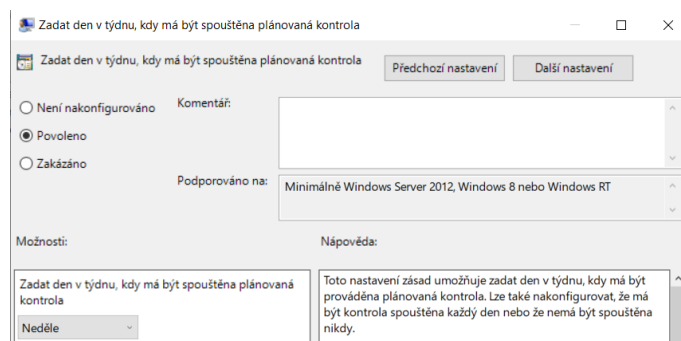 Zadat den v týdnu, kdy má být spouštěna plánovaná kontrola
Zadat den v týdnu, kdy má být spouštěna plánovaná kontrola
Předchozí nastavení
Další nastavení
Není nakonfigurováno
Povoleno
Zakázáno
Komentář:
Podporováno na:
Minimálně Windows Server 2012, Windows 8 nebo Windows RT
Možnosti:
Zadat den v týdnu, kdy má být spouštěna plánovaná
kontrola
Neděle
Nápověda:
Toto nastavení zásad umožňuje zadat den v týdnu, kdy má být
prováděna plánovaná kontrola. Lze také nakonfigurovat, že má
být kontrola spouštěna každý den nebo že nemá být spouštěna
nikdy.